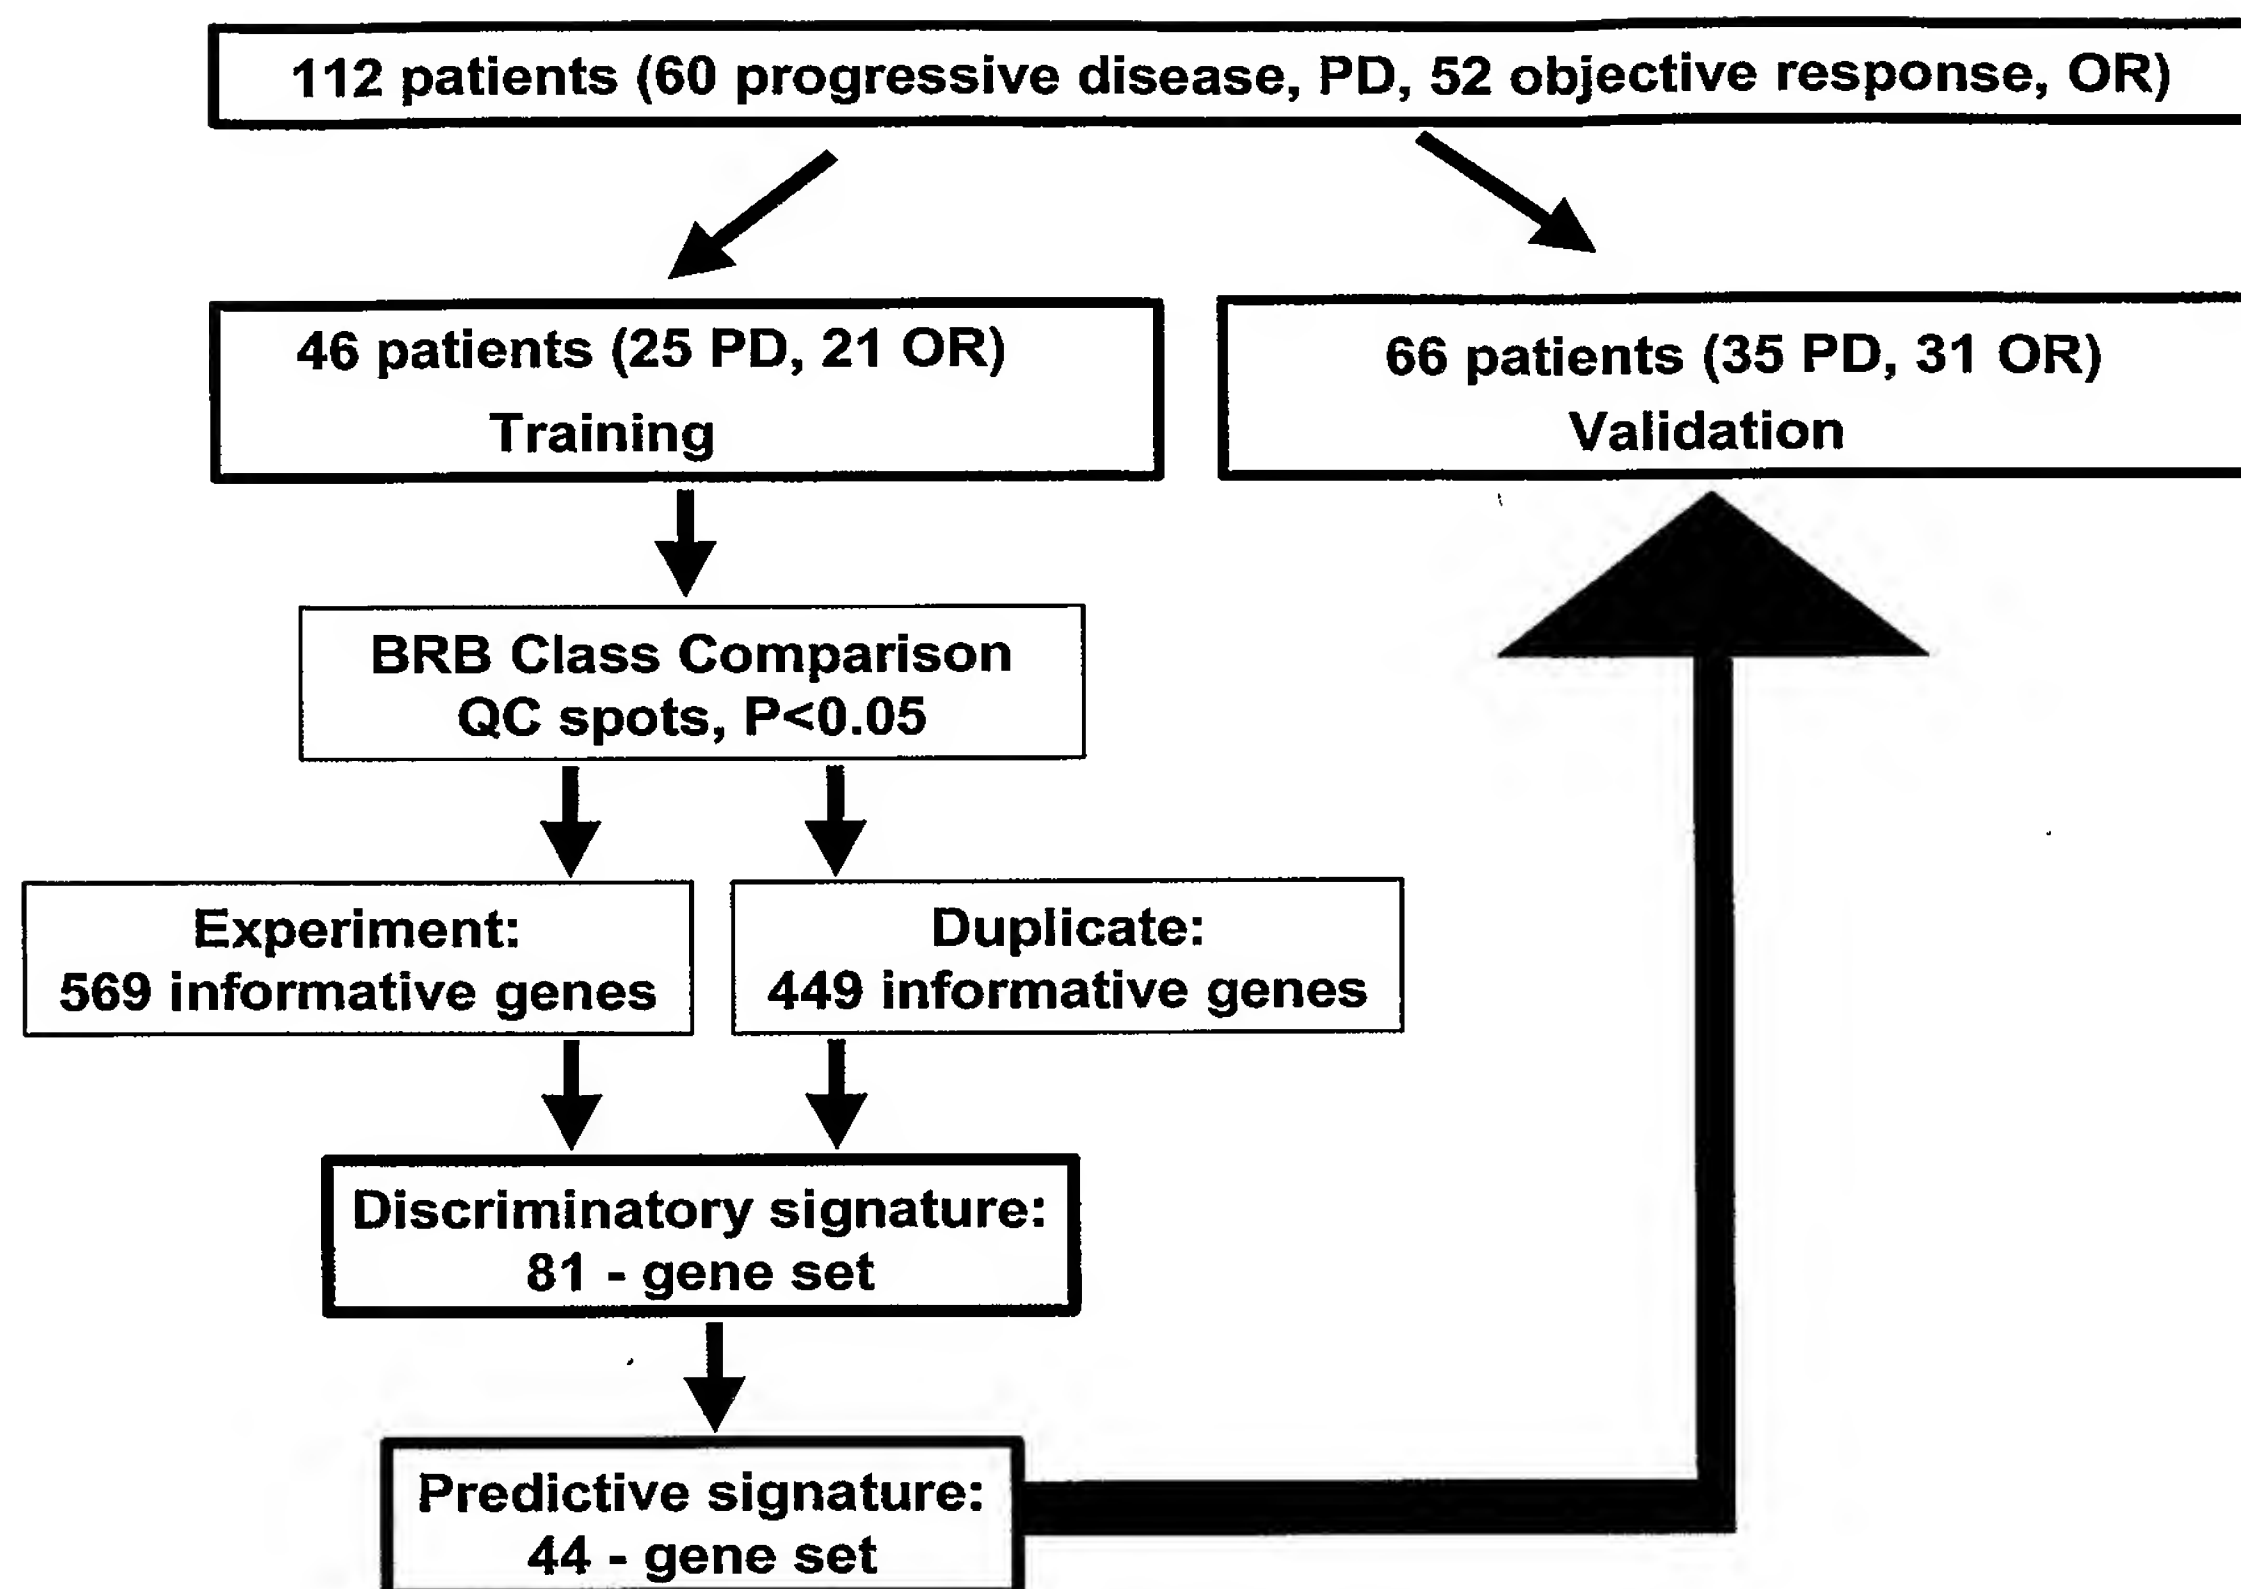 112 patients (60 progressive disease, PD, 52 objective response, OR)
46 patients (25 PD, 21 OR)
Training
66 patients (35 PD, 31 OR)
Validation
BRB Class Comparison
QC spots, P<0.05
Experiment:
569 informative genes
Duplicate:
449 informative genes
Discriminatory signature:
81 - gene set
Predictive signature:
44 - gene set